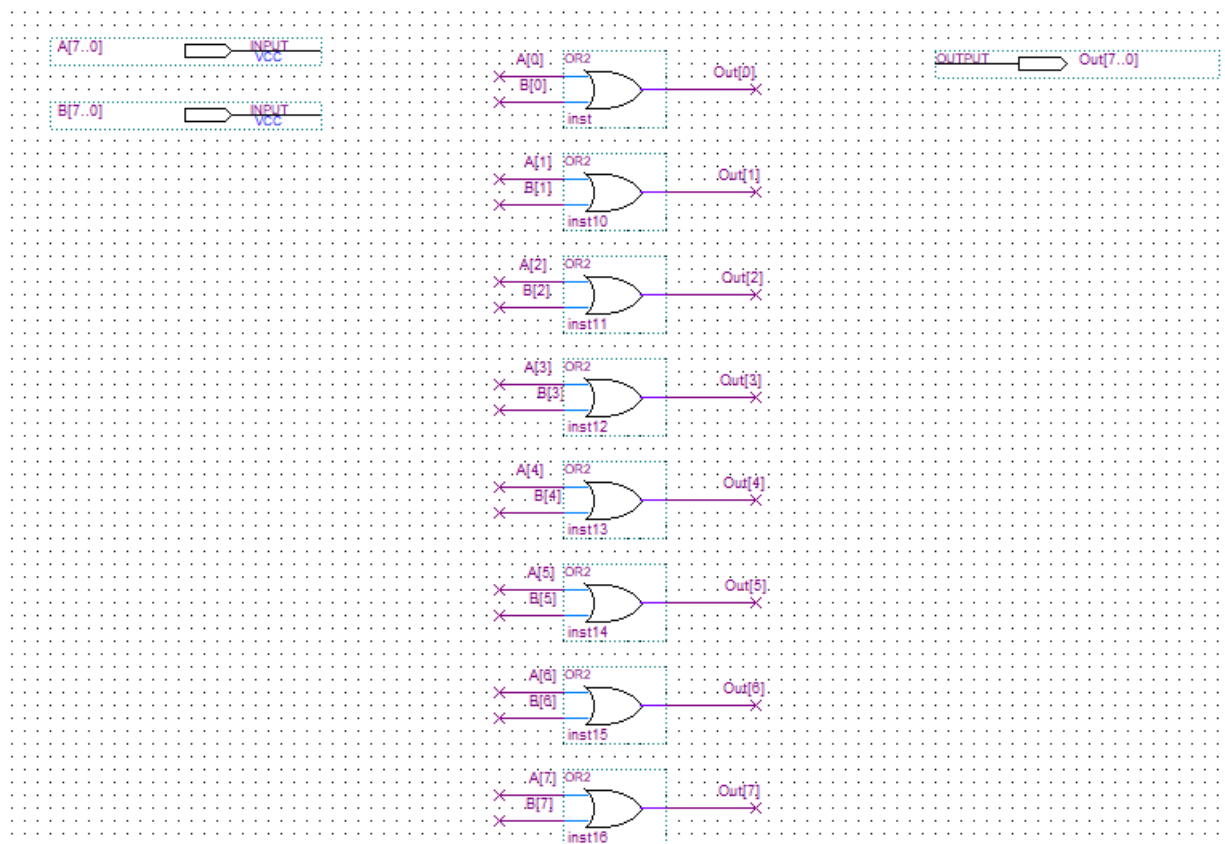 A[7..0] INPUT VCC
B[7..0] INPUT VCC
OUTPUT Out[7..0]
A[0] OR2
B[0]
Out[0]
inst
A[1] OR2
B[1]
Out[1]
inst10
A[2] OR2
B[2]
Out[2]
inst11
A[3] OR2
B[3]
Out[3]
inst12
A[4] OR2
B[4]
Out[4]
inst13
A[5] OR2
B[5]
Out[5]
inst14
A[6] OR2
B[6]
Out[6]
inst15
A[7] OR2
B[7]
Out[7]
inst16